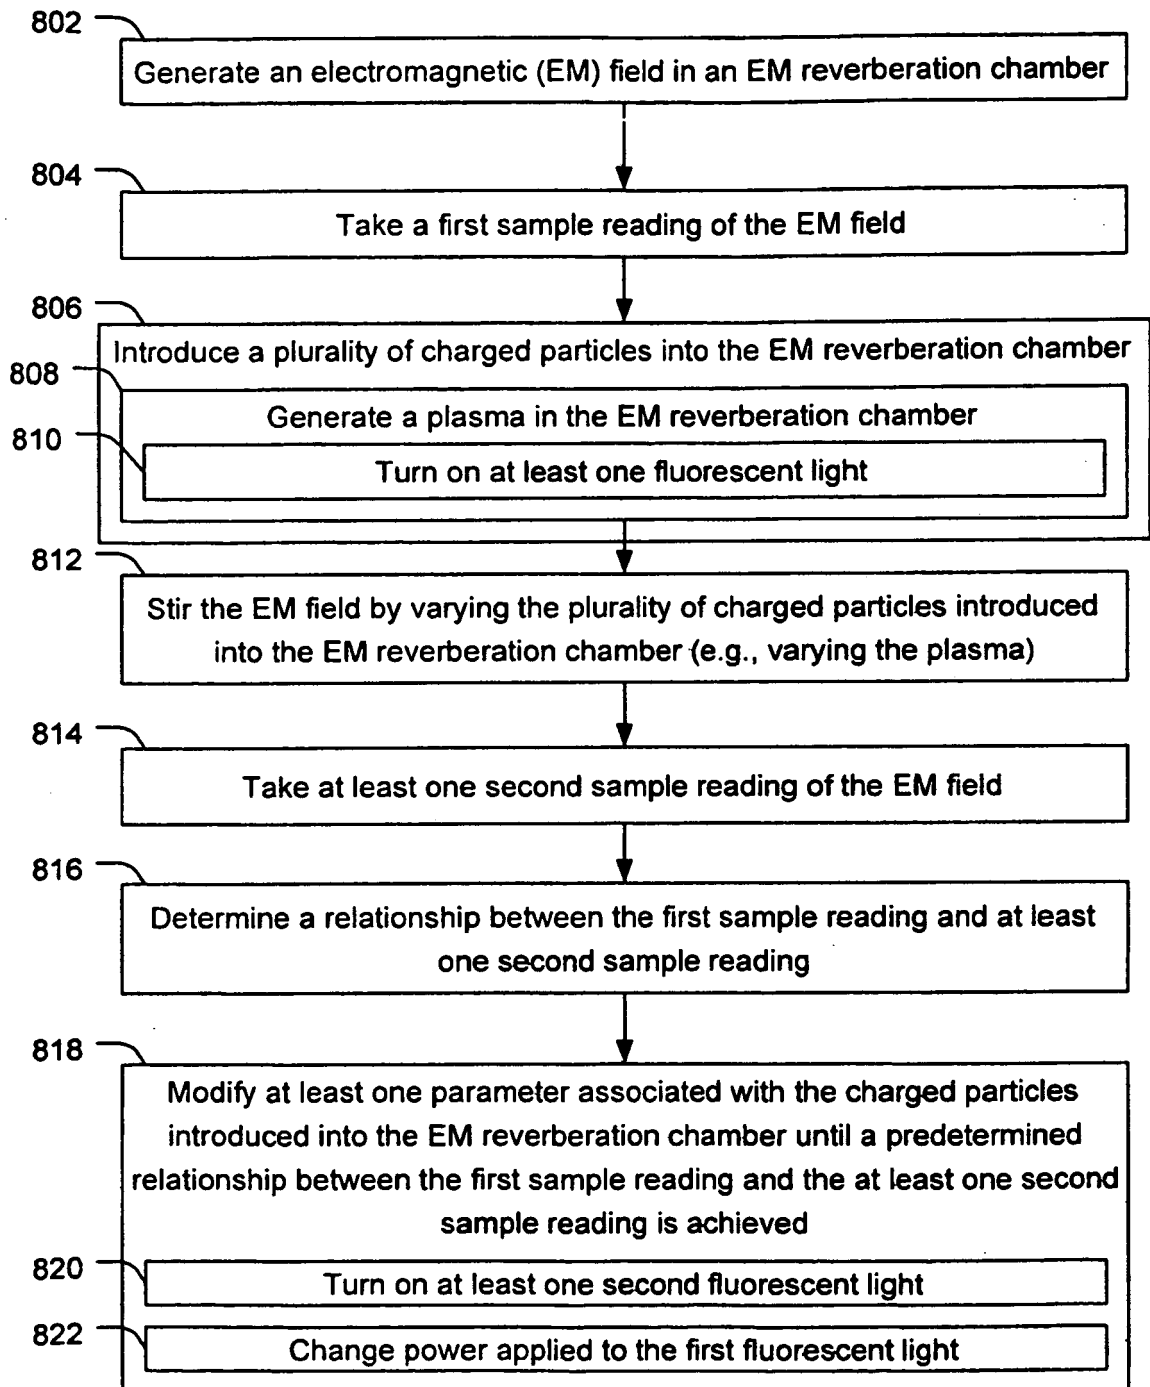 802
Generate an electromagnetic (EM) field in an EM reverberation chamber
804
Take a first sample reading of the EM field
806
Introduce a plurality of charged particles into the EM reverberation chamber
808
Generate a plasma in the EM reverberation chamber
810
Turn on at least one fluorescent light
812
Stir the EM field by varying the plurality of charged particles introduced
into the EM reverberation chamber (e.g., varying the plasma)
814
Take at least one second sample reading of the EM field
816
Determine a relationship between the first sample reading and at least
one second sample reading
818
Modify at least one parameter associated with the charged particles
introduced into the EM reverberation chamber until a predetermined
relationship between the first sample reading and the at least one second
sample reading is achieved
820
Turn on at least one second fluorescent light
822
Change power applied to the first fluorescent light